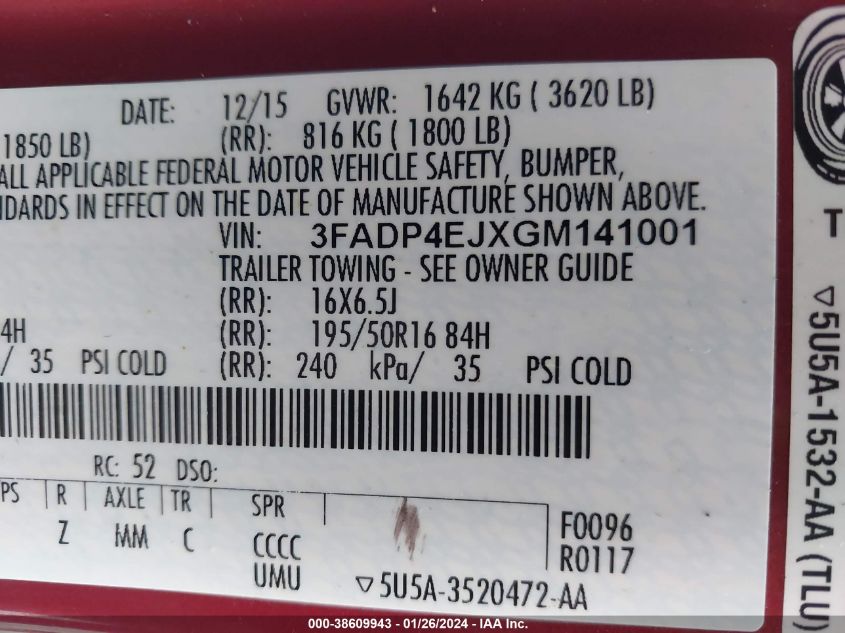 DATE: 12/15 GVWR: 1642 KG ( 3620 LB)
1850 LB) (RR): 816 KG ( 1800 LB)
ALL APPLICABLE FEDERAL MOTOR VEHICLE SAFETY, BUMPER,
NDARDS IN EFFECT ON THE DATE OF MANUFACTURE SHOWN ABOVE.
VIN: 3FADP4EJXGM141001
TRAILER TOWING - SEE OWNER GUIDE
(RR): 16X6.5J
4H (RR): 195/50R16 84H
/ 35 PSI COLD (RR): 240 kPa/ 35 PSI COLD
RC: 52 DSO:
PS R AXLE TR SPR
Z MM C CCCC F0096
UMU R0117
▽5U5A-3520472-AA
T
▽5U5A-1532-AA (TLU)
000-38609943 - 01/26/2024 - IAAI Inc.